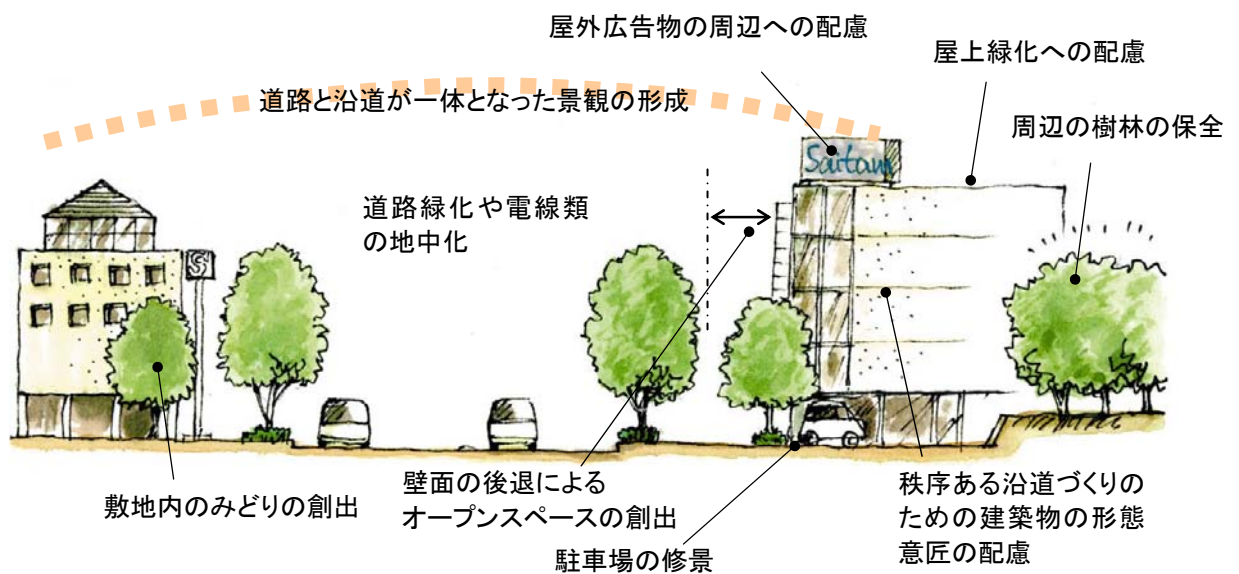 屋外広告物の周辺への配慮
屋上緑化への配慮
道路と沿道が一体となった景観の形成
周辺の樹林の保全
Saitam
道路緑化や電線類
の地中化
S
敷地内のみどりの創出
壁面の後退による
オープンスペースの創出
駐車場の修景
秩序ある沿道づくりの
ための建築物の形態
意匠の配慮